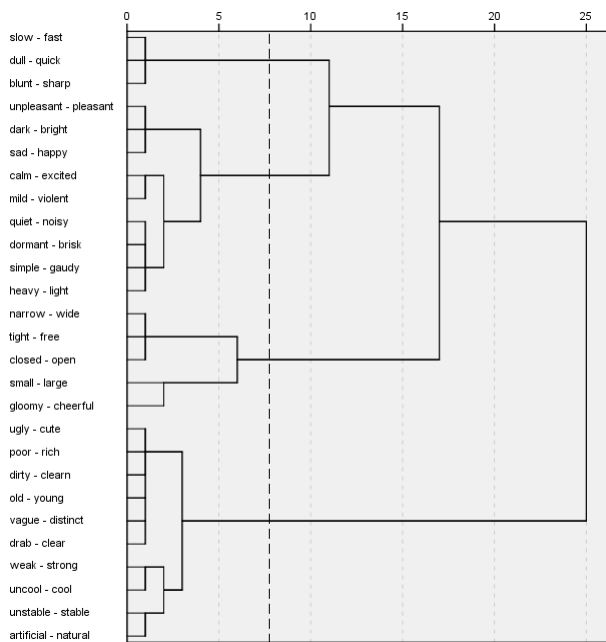 0 5 10 15 20 25
slow - fast
dull - quick
blunt - sharp
unpleasant - pleasant
dark - bright
sad - happy
calm - excited
mild - violent
quiet - noisy
dormant - brisk
simple - gaudy
heavy - light
narrow - wide
tight - free
closed - open
small - large
gloomy - cheerful
ugly - cute
poor - rich
dirty - clearn
old - young
vague - distinct
drab - clear
weak - strong
uncool - cool
unstable - stable
artificial - natural